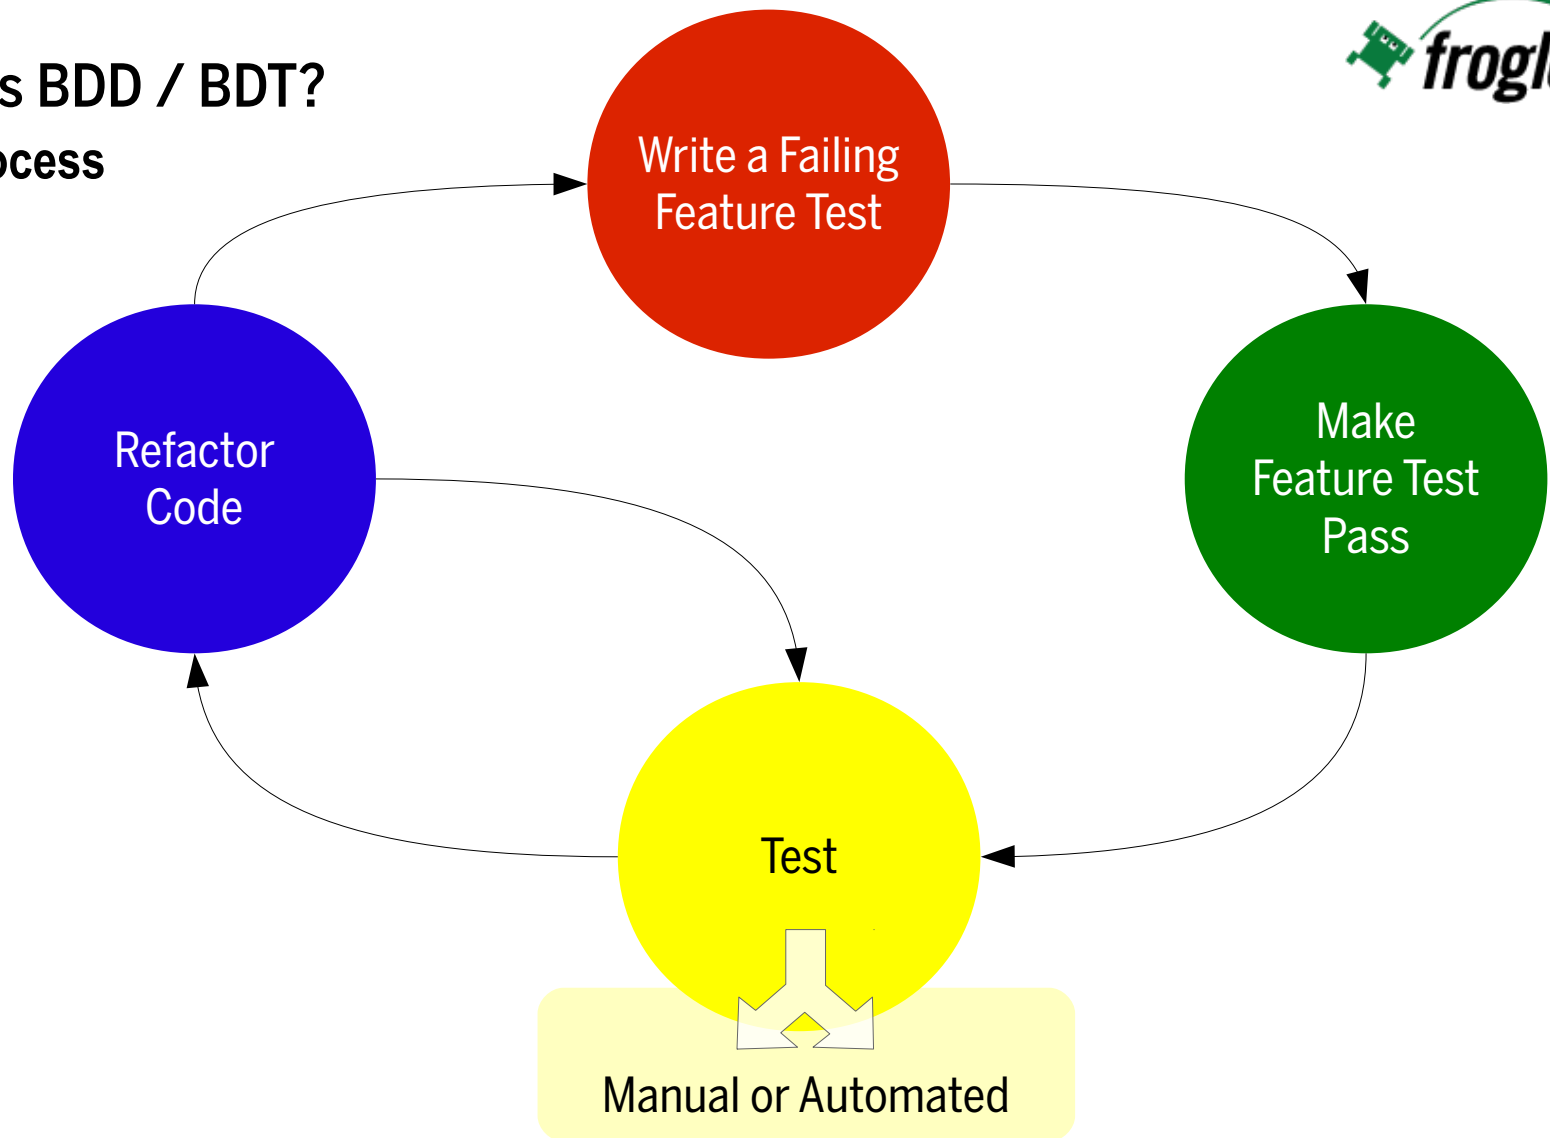 s BDD / BDT?
ocess
frogl
Write a Failing
Feature Test
Make
Feature Test
Pass
Refactor
Code
Test
Manual or Automated